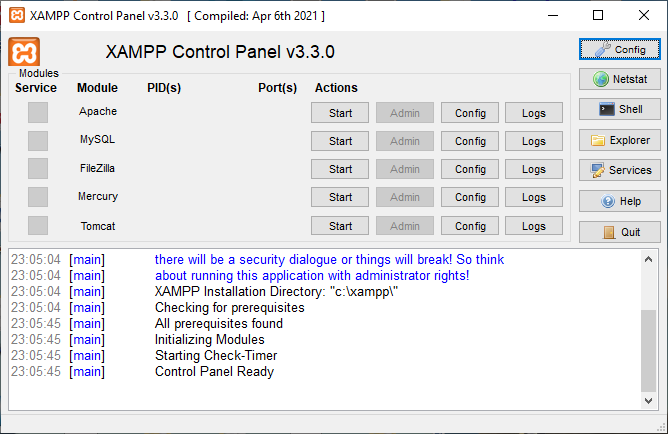 XAMPP Control Panel v3.3.0 [ Compiled: Apr 6th 2021 ]
XAMPP Control Panel v3.3.0
Config
Modules
Netstat
Service Module PID(s) Port(s) Actions
Apache Start Admin Config Logs
Shell
MySQL Start Admin Config Logs
Explorer
FileZilla Start Admin Config Logs
Services
Mercury Start Admin Config Logs
Help
Tomcat Start Admin Config Logs
Quit
23:05:04 [main] there will be a security dialogue or things will break! So think
23:05:04 [main] about running this application with administrator rights!
23:05:04 [main] XAMPP Installation Directory: "c:\xampp\"
23:05:04 [main] Checking for prerequisites
23:05:45 [main] All prerequisites found
23:05:45 [main] Initializing Modules
23:05:45 [main] Starting Check-Timer
23:05:45 [main] Control Panel Ready